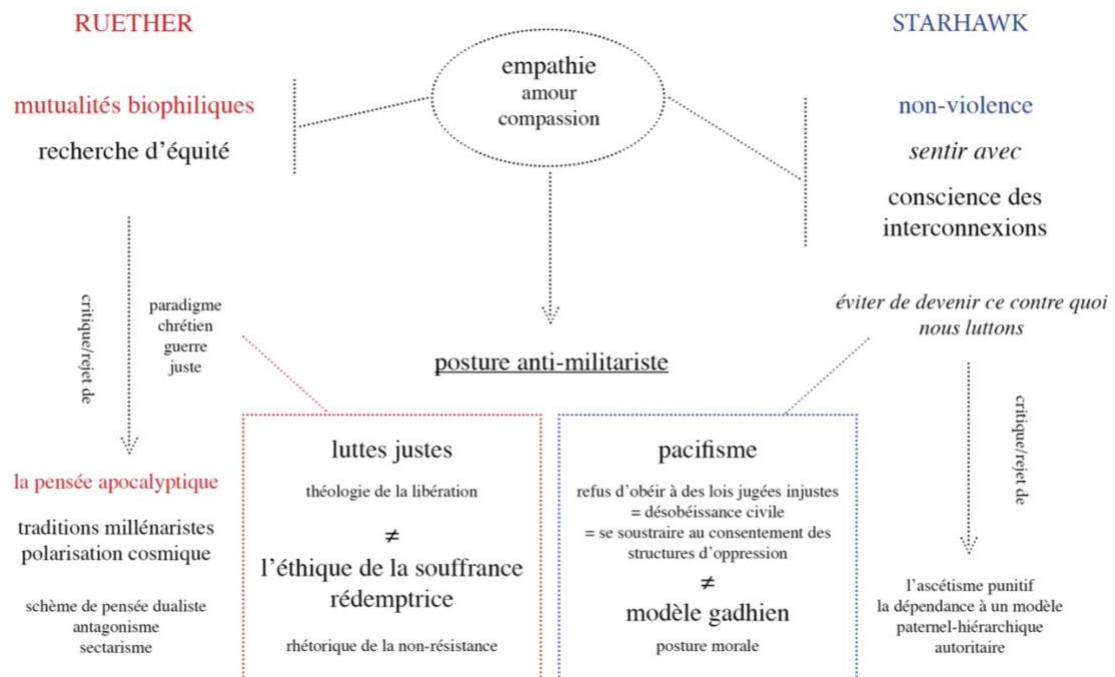 RUETHER
mutualités biophiliques
recherche d'équité
empathie
amour
compassion
STARHAWK
non-violence
sentir avec
conscience des
interconnexions
critique/rejet de
paradigme
chrétien
guerre
juste
posture anti-militariste
éviter de devenir ce contre quoi
nous luttons
critique/rejet de
la pensée apocalyptique
traditions millénaristes
polarisation cosmique
schème de pensée dualiste
antagonisme
sectarisme
luttes justes
théologie de la libération
≠
l'éthique de la souffrance
rédemptrice
rhétorique de la non-résistance
pacifisme
refus d'obéir à des lois jugées injustes
= désobéissance civile
= se soustraire au consentement des
structures d'oppression
≠
modèle gadhien
posture morale
l'ascétisme punitif
la dépendance à un modèle
paternel-hiérarchique
autoritaire